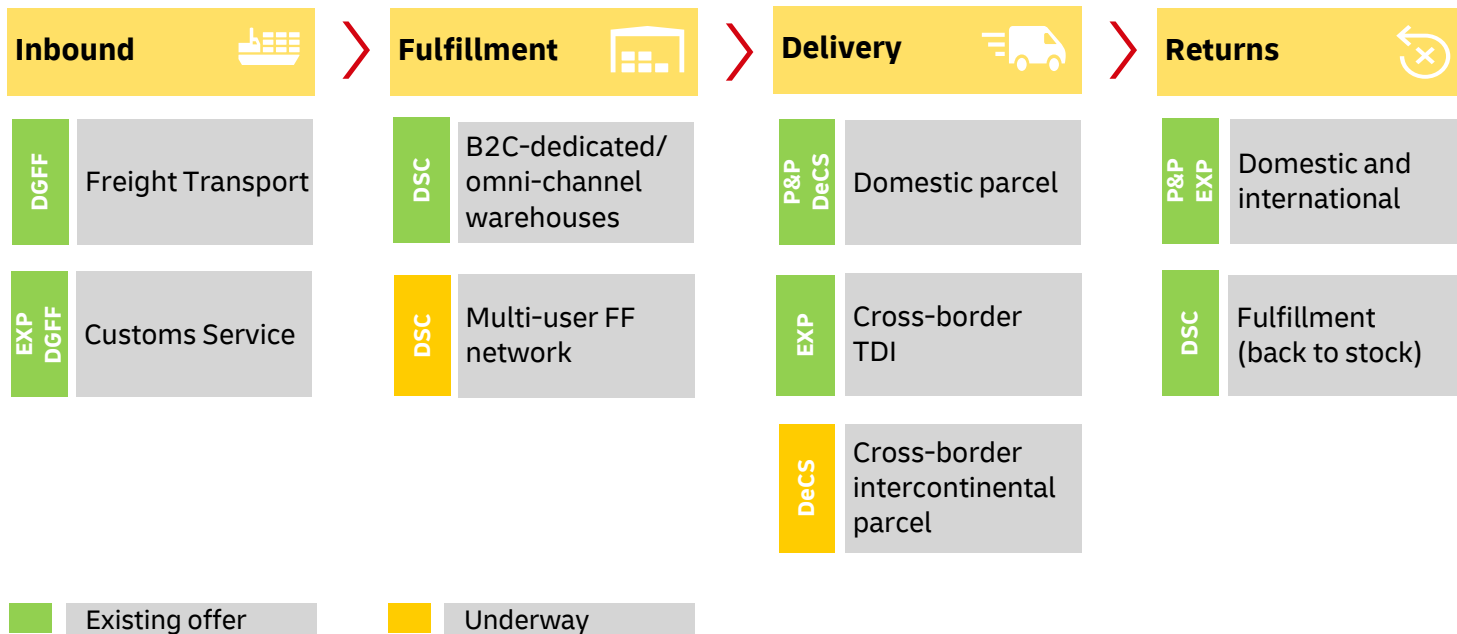 Inbound
Fulfillment
Delivery
Returns
DGFF
Freight Transport
EXP
DGFF
Customs Service
DSC
B2C-dedicated/
omni-channel
warehouses
DSC
Multi-user FF
network
P&P
DeCS
Domestic parcel
EXP
Cross-border
TDI
DeCS
Cross-border
intercontinental
parcel
P&P
EXP
Domestic and
international
DSC
Fulfillment
(back to stock)
Existing offer
Underway